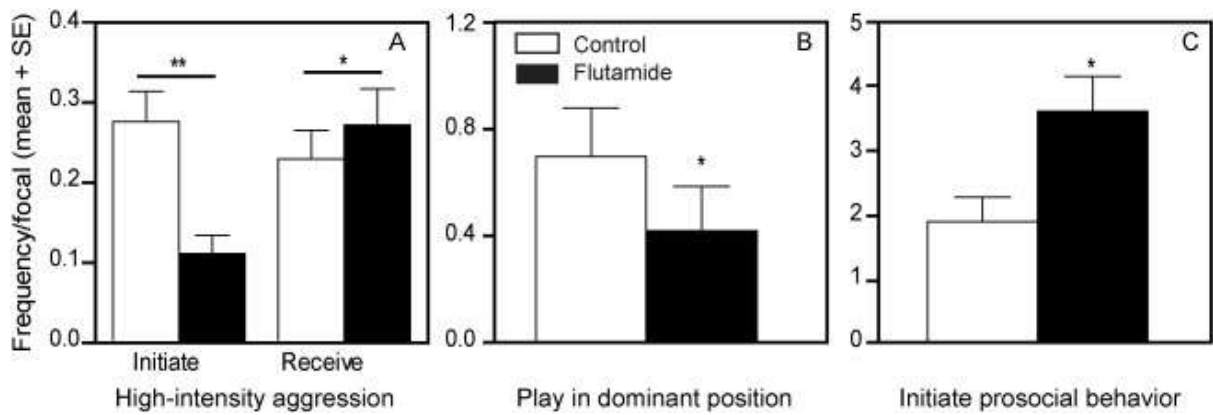 Frequency/focal (mean + SE)
0.4
0.3
0.2
0.1
0.0
A
**
*
Initiate
Receive
High-intensity aggression
1.2
0.8
0.4
0.0
B
Control
Flutamide
*
Play in dominant position
5
4
3
2
1
0
C
*
Initiate prosocial behavior